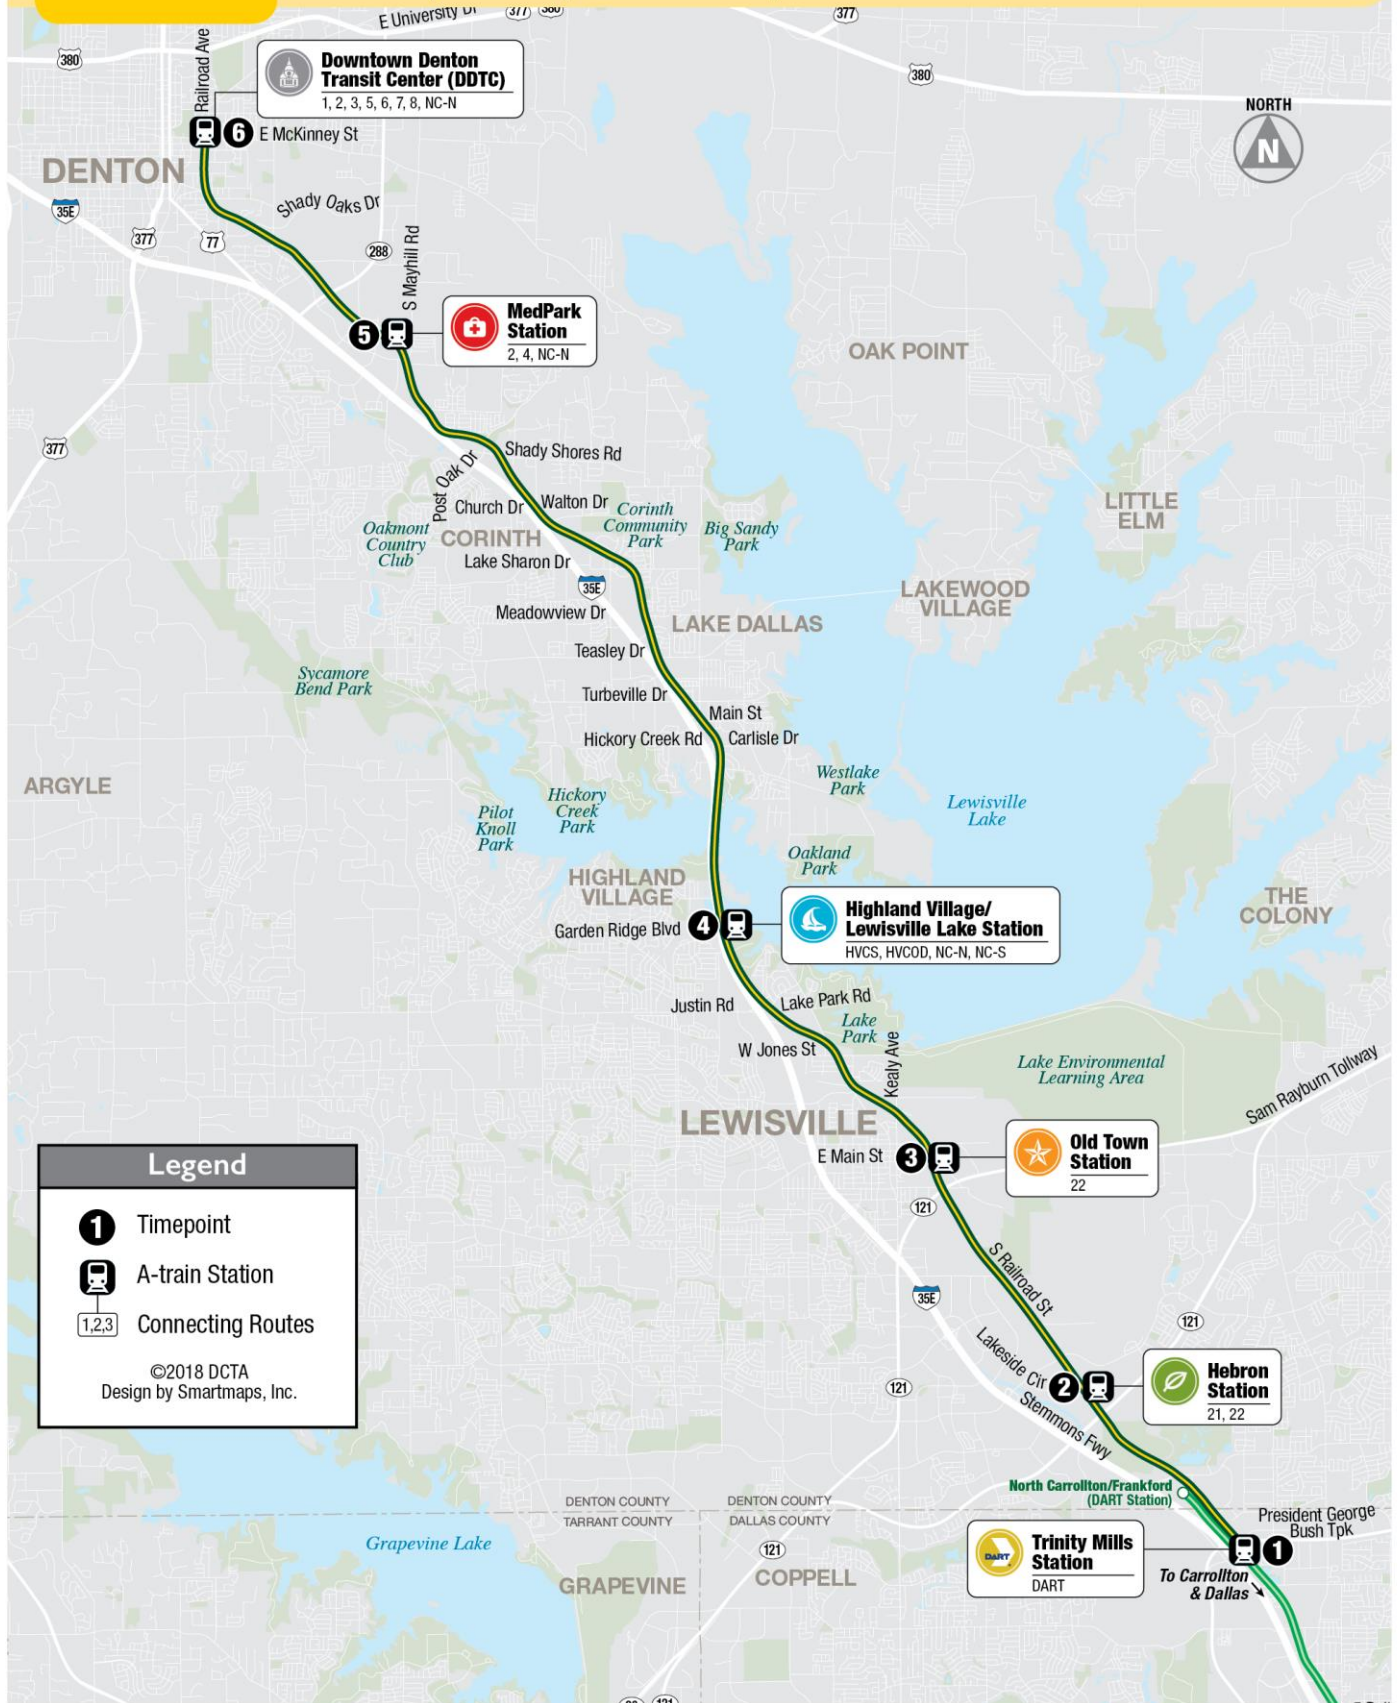 E University Dr
377
380
377
380
380
Railroad Ave
Downtown Denton
Transit Center (DDTC)
1, 2, 3, 5, 6, 7, 8, NC-N
NORTH
N
6
E McKinney St
DENTON
35E
Shady Oaks Dr
377
77
288
S Mayhill Rd
5
MedPark
Station
2, 4, NC-N
OAK POINT
377
Shady Shores Rd
Post Oak Dr
Church Dr
Walton Dr
Corinth
Community
Park
Big Sandy
Park
LITTLE
ELM
Oakmont
Country
Club
CORINTH
Lake Sharon Dr
35E
LAKEWOOD
VILLAGE
Meadowview Dr
LAKE DALLAS
Teasley Dr
Sycamore
Bend Park
Turbeville Dr
Main St
Hickory Creek Rd
Carlisle Dr
ARGYLE
Westlake
Park
Hickory
Creek
Park
Pilot
Knoll
Park
Lewisville
Lake
Oakland
Park
HIGHLAND
VILLAGE
THE
COLONY
Garden Ridge Blvd
4
Highland Village/
Lewisville Lake Station
HVCS, HVCOD, NC-N, NC-S
Justin Rd
Lake Park Rd
Lake
Park
W Jones St
Kealy Ave
Lake Environmental
Learning Area
Sam Rayburn Tollway
LEWISVILLE
E Main St
3
Old Town
Station
22
121
S Railroad St
35E
121
Legend
1
Timepoint
A-train Station
1,2,3
Connecting Routes
©2018 DCTA
Design by Smartmaps, Inc.
Lakeside Cir
2
Hebron
Station
21, 22
121
Stemmons Fwy
North Carrollton/Frankford
(DART Station)
DENTON COUNTY
TARRANT COUNTY
DENTON COUNTY
DALLAS COUNTY
President George
Bush Tpk
Grapevine Lake
121
DART
Trinity Mills
Station
DART
1
To Carrollton
& Dallas
GRAPEVINE
COPPELL
121